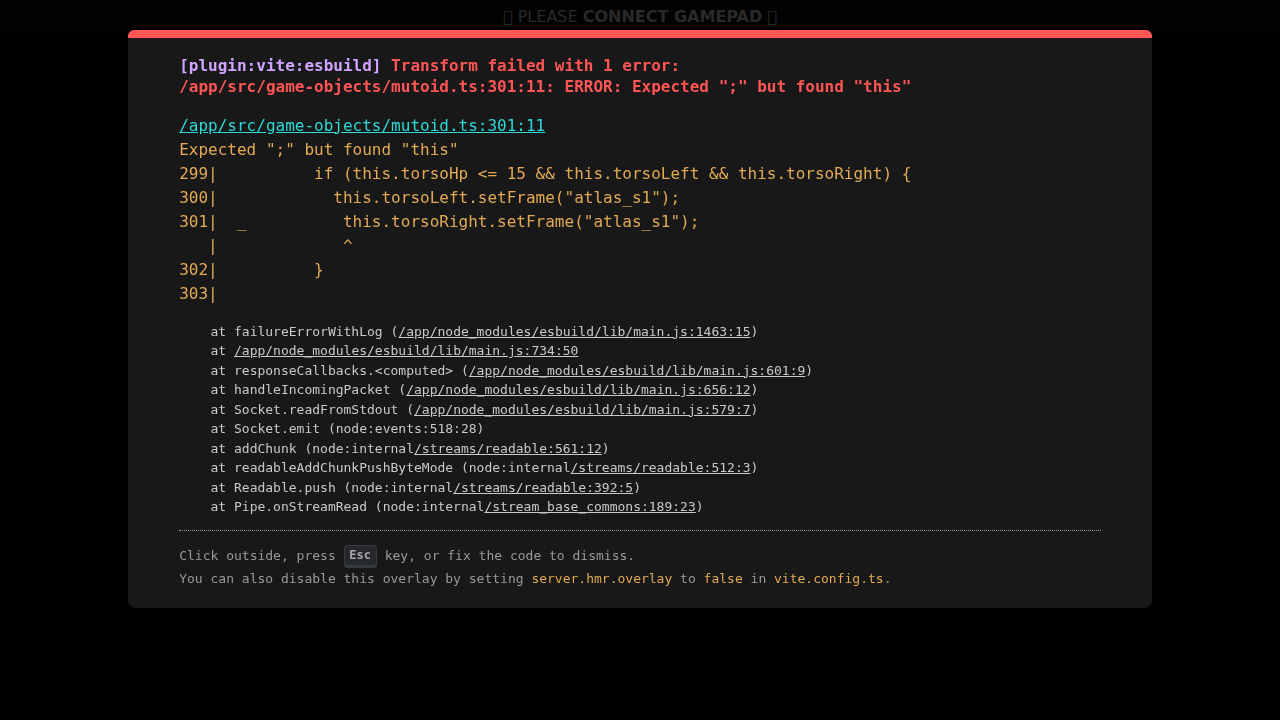 PLEASE CONNECT GAMEPAD
[plugin:vite:esbuild] Transform failed with 1 error:
/app/src/game-objects/mutoid.ts:301:11: ERROR: Expected ";" but found "this"
/app/src/game-objects/mutoid.ts:301:11
Expected ";" but found "this"
299|          if (this.torsoHp <= 15 && this.torsoLeft && this.torsoRight) {
300|            this.torsoLeft.setFrame("atlas_s1");
301|  _          this.torsoRight.setFrame("atlas_s1");
   |             ^
302|          }
303|
at failureErrorWithLog (/app/node_modules/esbuild/lib/main.js:1463:15)
at /app/node_modules/esbuild/lib/main.js:734:50
at responseCallbacks.<computed> (/app/node_modules/esbuild/lib/main.js:601:9)
at handleIncomingPacket (/app/node_modules/esbuild/lib/main.js:656:12)
at Socket.readFromStdout (/app/node_modules/esbuild/lib/main.js:579:7)
at Socket.emit (node:events:518:28)
at addChunk (node:internal/streams/readable:561:12)
at readableAddChunkPushByteMode (node:internal/streams/readable:512:3)
at Readable.push (node:internal/streams/readable:392:5)
at Pipe.onStreamRead (node:internal/stream_base_commons:189:23)
Click outside, press Esc key, or fix the code to dismiss.
You can also disable this overlay by setting server.hmr.overlay to false in vite.config.ts.